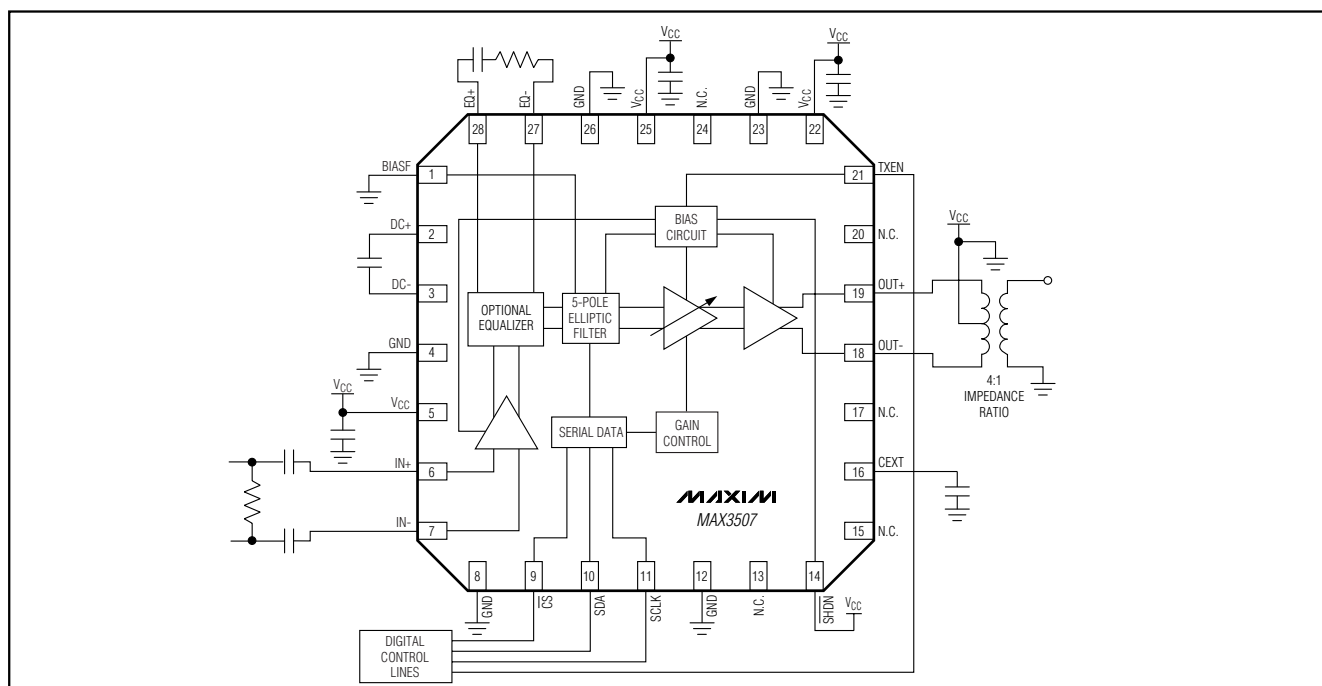 VCC
VCC
EQ+
EQ-
GND
VCC
N.C.
GND
VCC
28
27
26
25
24
23
22
BIASF
1
21
TXEN
DC+
2
BIAS
CIRCUIT
20
N.C.
VCC
DC-
3
OPTIONAL
EQUALIZER
5-POLE
ELLIPTIC
FILTER
19
OUT+
GND
4
18
OUT-
4:1
IMPEDANCE
RATIO
VCC
VCC
5
SERIAL DATA
GAIN
CONTROL
17
N.C.
IN+
6
16
CEXT
MAXIM
MAX3507
IN-
7
15
N.C.
8
9
10
11
12
13
14
GND
CS
SDA
SCLK
GND
N.C.
SHDN
VCC
DIGITAL
CONTROL
LINES